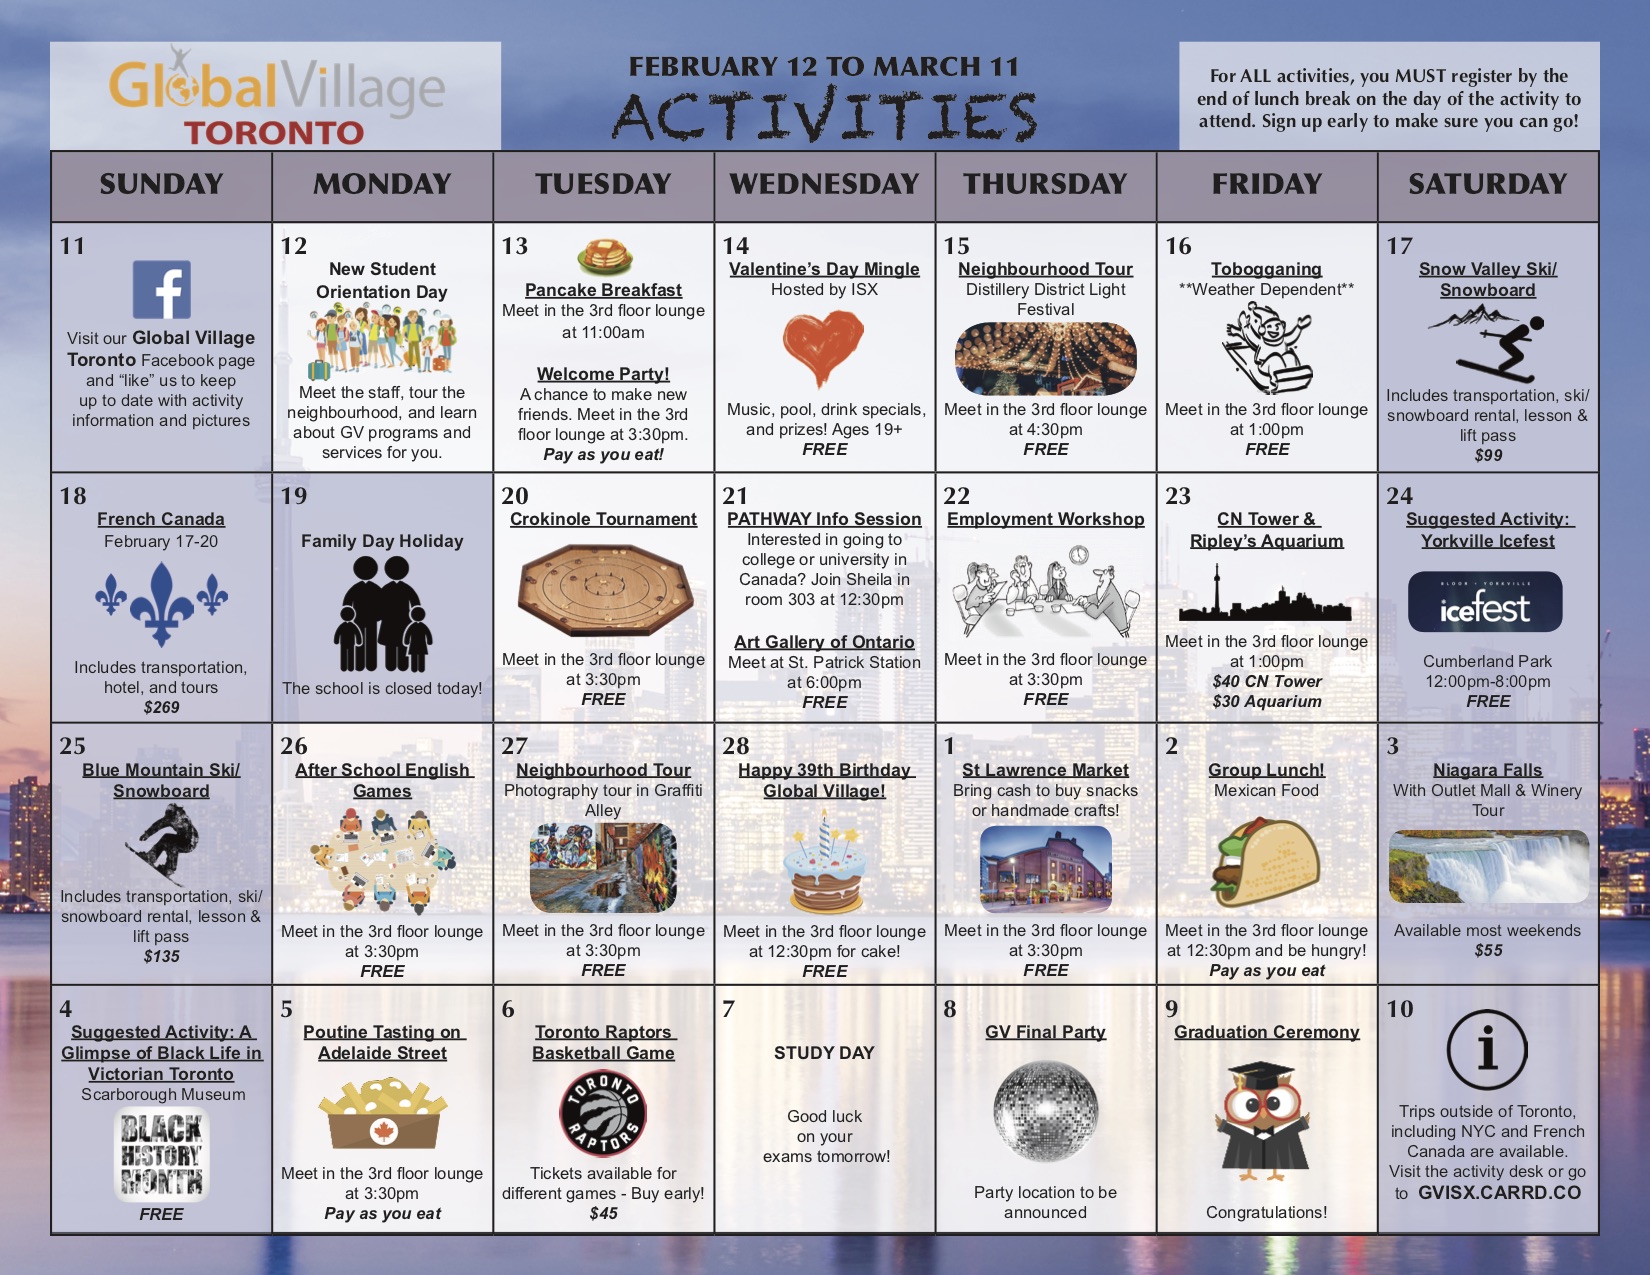 GlobalVillage
TORONTO
FEBRUARY 12 TO MARCH 11
ACTIVITIES
For ALL activities, you MUST register by the
end of lunch break on the day of the activity to
attend. Sign up early to make sure you can go!
SUNDAY
MONDAY
TUESDAY
WEDNESDAY
THURSDAY
FRIDAY
SATURDAY
11
f
Visit our Global Village
Toronto Facebook page
and “like” us to keep
up to date with activity
information and pictures
12
New Student
Orientation Day
Meet the staff, tour the
neighbourhood, and learn
about GV programs and
services for you.
13
Pancake Breakfast
Meet in the 3rd floor lounge
at 11:00am
Welcome Party!
A chance to make new
friends. Meet in the 3rd
floor lounge at 3:30pm.
Pay as you eat!
14
Valentine’s Day Mingle
Hosted by ISX
Music, pool, drink specials,
and prizes! Ages 19+
FREE
15
Neighbourhood Tour
Distillery District Light
Festival
Meet in the 3rd floor lounge
at 4:30pm
FREE
16
Tobogganing
**Weather Dependent**
Meet in the 3rd floor lounge
at 1:00pm
FREE
17
Snow Valley Ski/
Snowboard
Includes transportation, ski/
snowboard rental, lesson &
lift pass
$99
18
French Canada
February 17-20
Includes transportation,
hotel, and tours
$269
19
Family Day Holiday
The school is closed today!
20
Crokinole Tournament
Meet in the 3rd floor lounge
at 3:30pm
FREE
21
PATHWAY Info Session
Interested in going to
college or university in
Canada? Join Sheila in
room 303 at 12:30pm
Art Gallery of Ontario
Meet at St. Patrick Station
at 6:00pm
FREE
22
Employment Workshop
Meet in the 3rd floor lounge
at 3:30pm
FREE
23
CN Tower &
Ripley’s Aquarium
Meet in the 3rd floor lounge
at 1:00pm
$40 CN Tower
$30 Aquarium
24
Suggested Activity:
Yorkville Icefest
BLOOR · YORKVILLE
icefest
Cumberland Park
12:00pm-8:00pm
FREE
25
Blue Mountain Ski/
Snowboard
Includes transportation, ski/
snowboard rental, lesson &
lift pass
$135
26
After School English
Games
Meet in the 3rd floor lounge
at 3:30pm
FREE
27
Neighbourhood Tour
Photography tour in Graffiti
Alley
Meet in the 3rd floor lounge
at 3:30pm
FREE
28
Happy 39th Birthday
Global Village!
Meet in the 3rd floor lounge
at 12:30pm for cake!
FREE
1
St Lawrence Market
Bring cash to buy snacks
or handmade crafts!
Meet in the 3rd floor lounge
at 3:30pm
FREE
2
Group Lunch!
Mexican Food
Meet in the 3rd floor lounge
at 12:30pm and be hungry!
Pay as you eat
3
Niagara Falls
With Outlet Mall & Winery
Tour
Available most weekends
$55
4
Suggested Activity: A
Glimpse of Black Life in
Victorian Toronto
Scarborough Museum
BLACK
HISTORY
MONTH
FREE
5
Poutine Tasting on
Adelaide Street
Meet in the 3rd floor lounge
at 3:30pm
Pay as you eat
6
Toronto Raptors
Basketball Game
TORONTO
RAPTORS
Tickets available for
different games - Buy early!
$45
7
STUDY DAY
Good luck
on your
exams tomorrow!
8
GV Final Party
Party location to be
announced
9
Graduation Ceremony
Congratulations!
10
i
Trips outside of Toronto,
including NYC and French
Canada are available.
Visit the activity desk or go
to GVISX.CARRD.CO